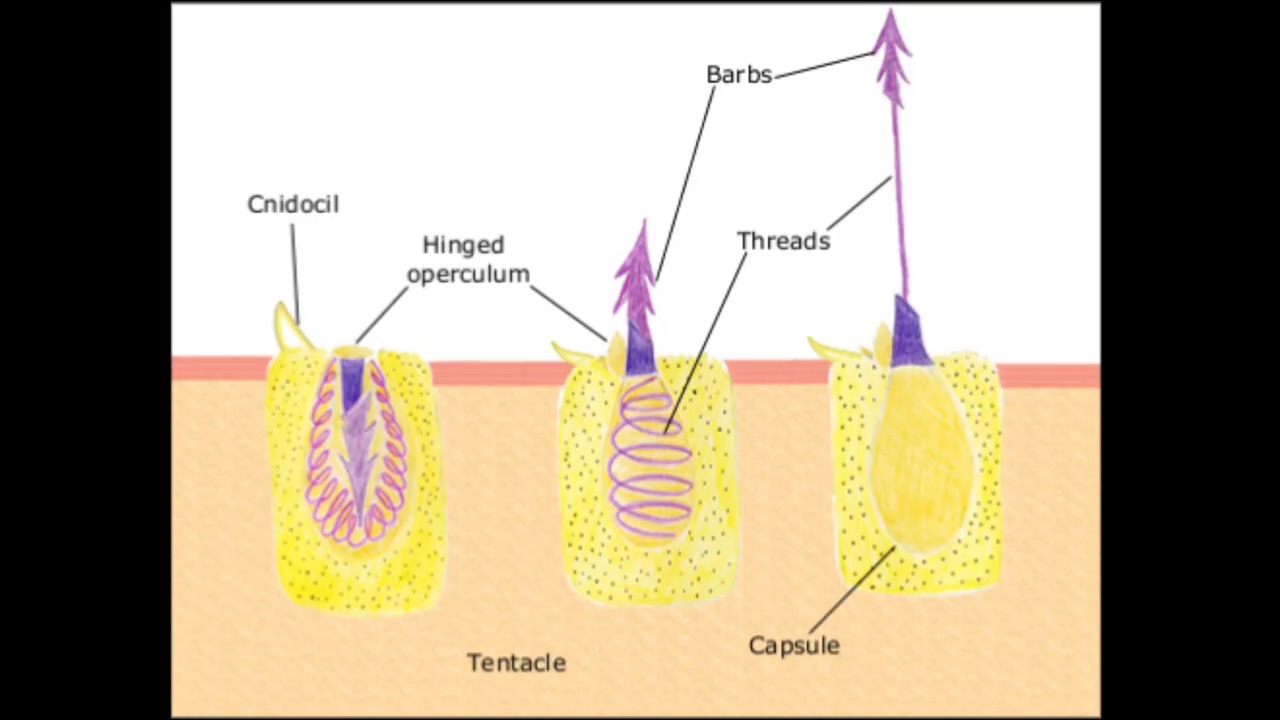 Barbs
Cnidocil
Hinged
operculum
Threads
Capsule
Tentacle